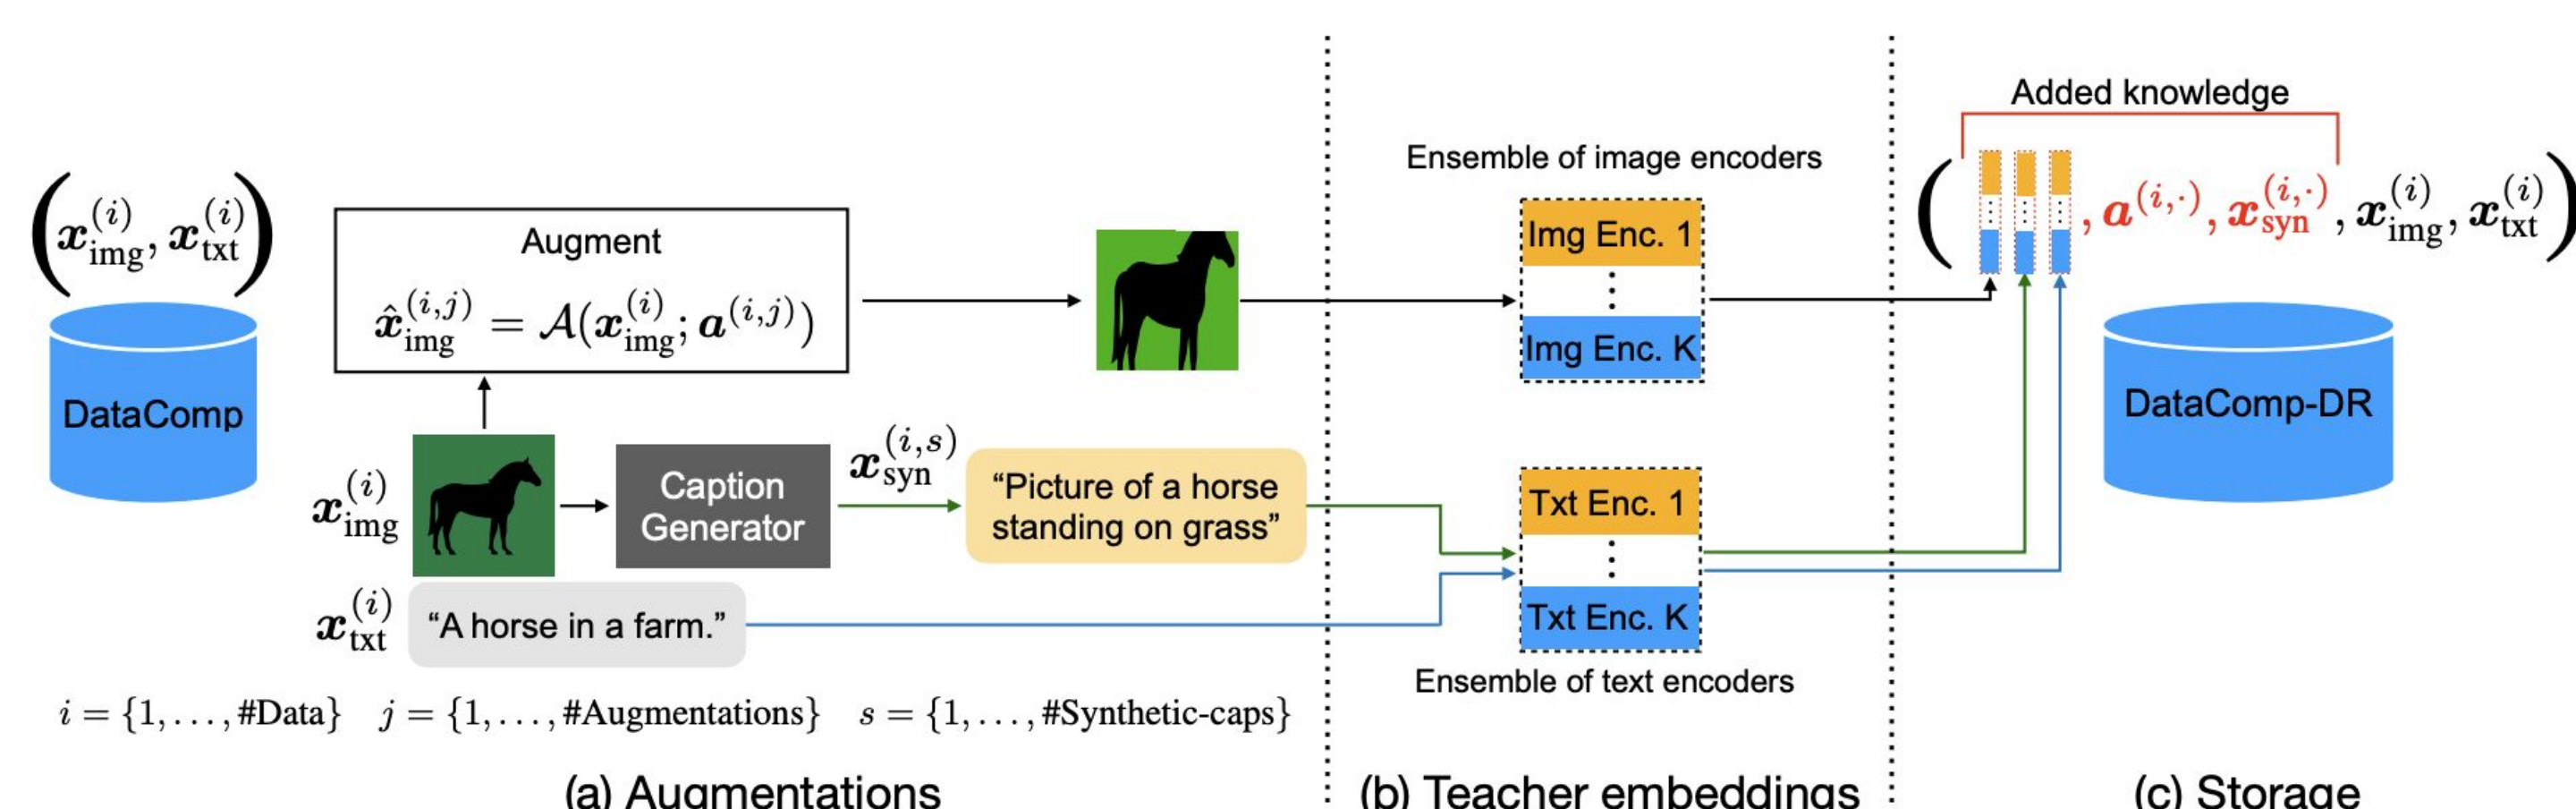 Added knowledge
Ensemble of image encoders
(x_img^(i), x_txt^(i))
Augment
x̂_img^(i,j) = A(x_img^(i); a^(i,j))
Img Enc. 1
⋮
Img Enc. K
( ⋮ ⋮ ⋮ , a^(i,·), x_syn^(i,·), x_img^(i), x_txt^(i))
DataComp
DataComp-DR
x_img^(i)
Caption
Generator
x_syn^(i,s)
“Picture of a horse
standing on grass”
Txt Enc. 1
⋮
Txt Enc. K
x_txt^(i)
“A horse in a farm.”
Ensemble of text encoders
i = {1, . . . , #Data} j = {1, . . . , #Augmentations} s = {1, . . . , #Synthetic-caps}
(a) Augmentations
(b) Teacher embeddings
(c) Storage